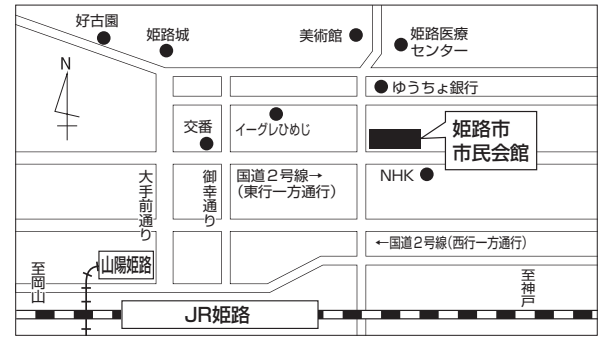 好古園
姫路城
美術館
姫路医療
センター
N
ゆうちょ銀行
交番
イーグレひめじ
姫路市
市民会館
大手前通り
御幸通り
国道2号線→
(東行一方通行)
NHK
←国道2号線(西行一方通行)
山陽姫路
至岡山
至神戸
JR姫路